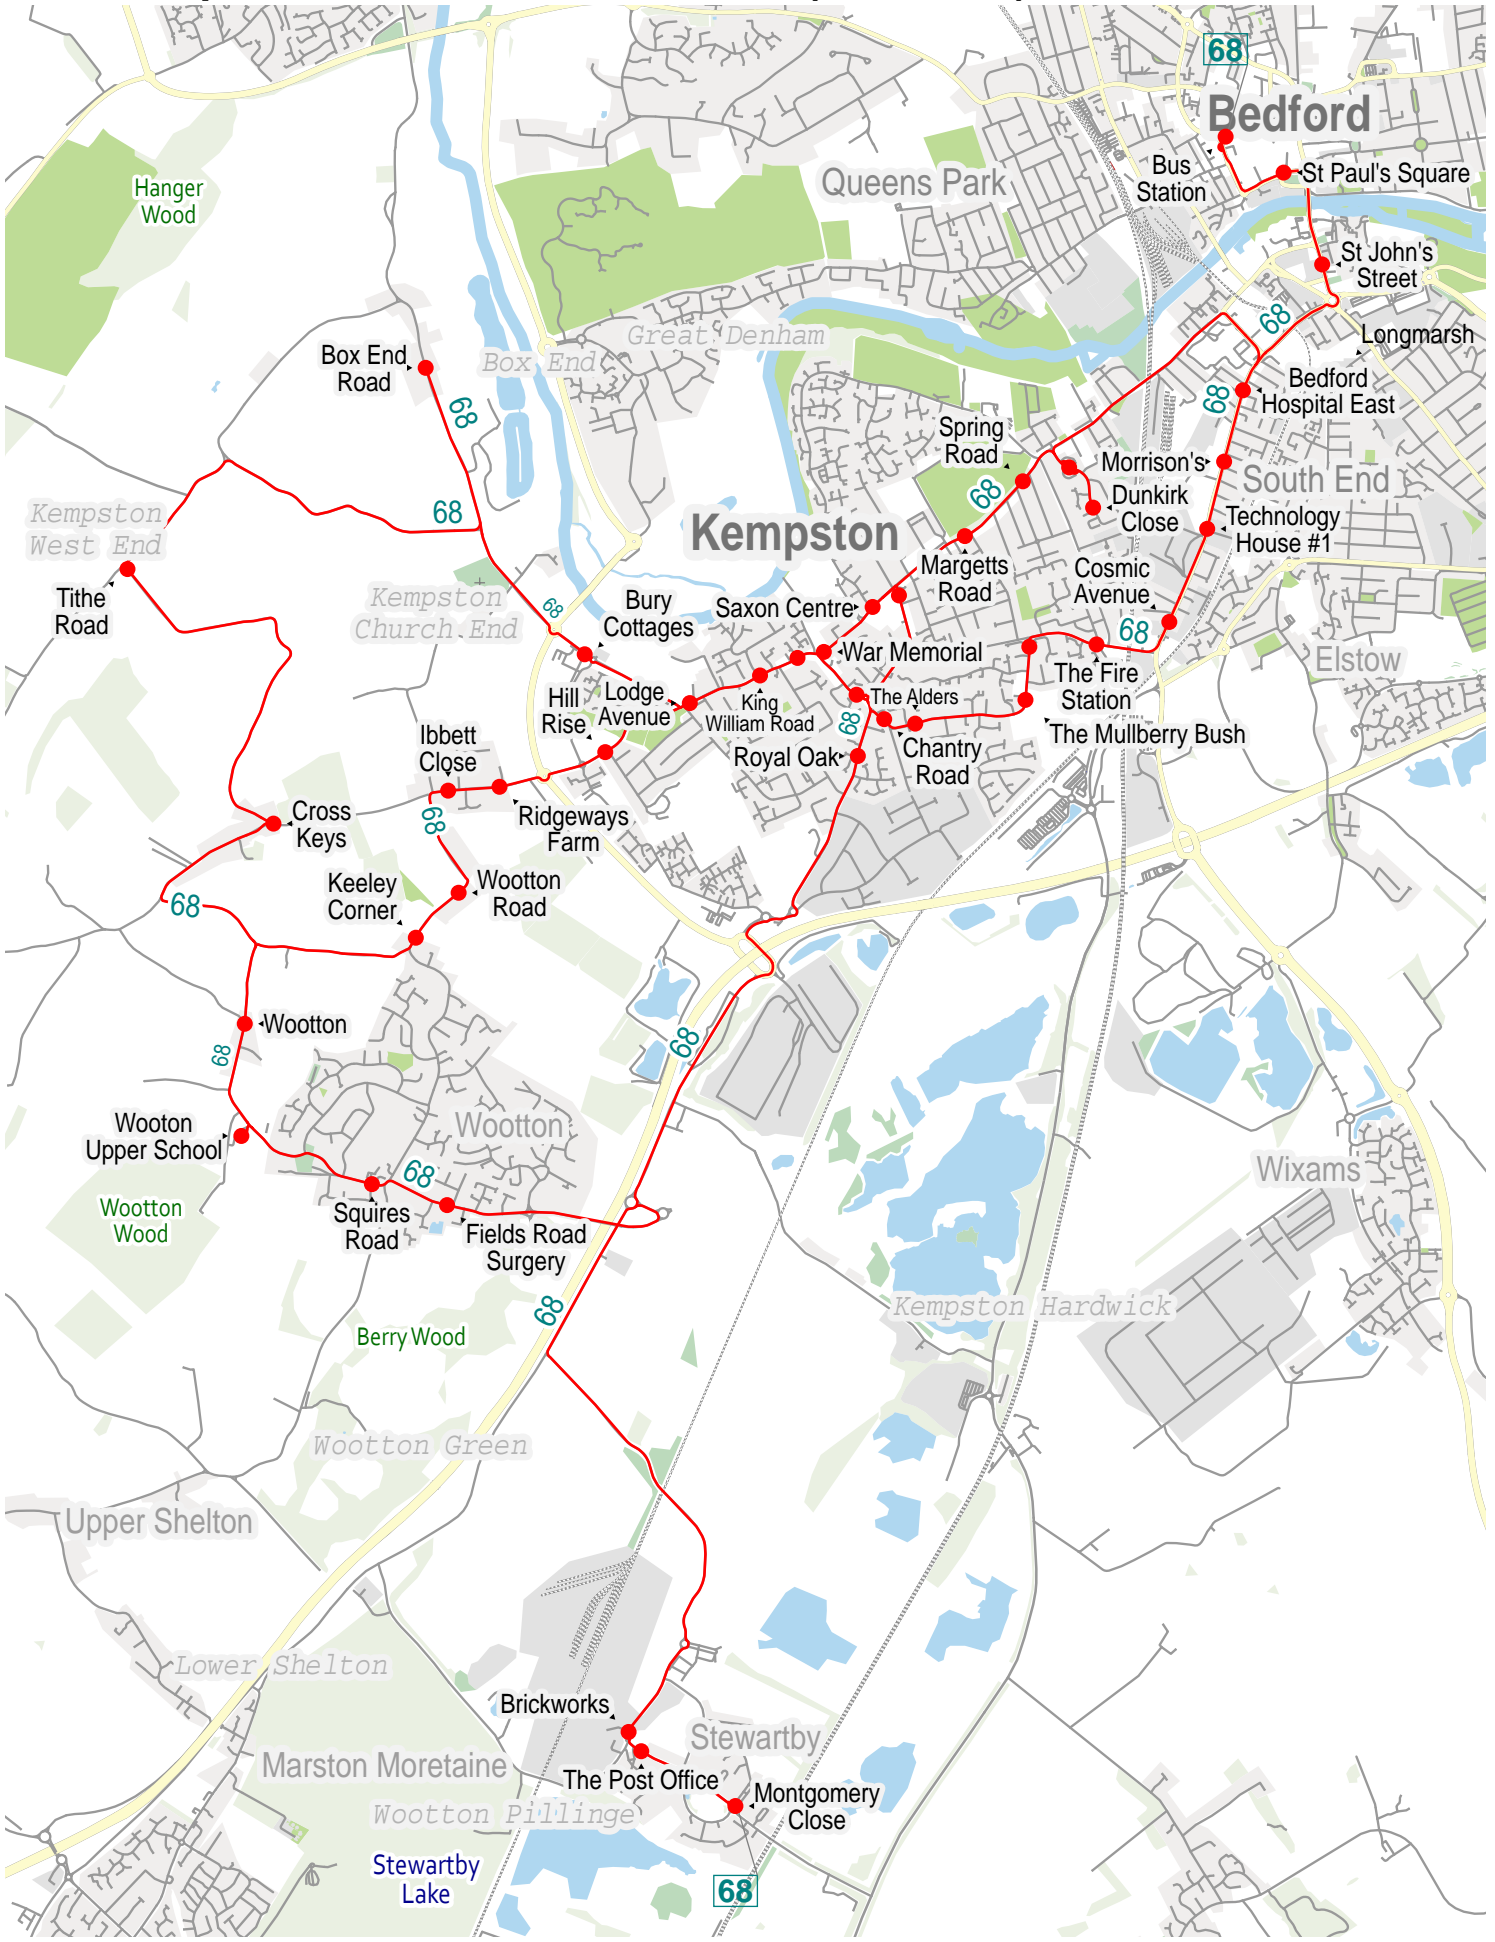 68
Bedford
Bus
Station
St Paul's Square
Queens Park
Hanger
Wood
St John's
Street
68
Longmarsh
Great Denham
Box End
Box End
Road
68
Bedford
Hospital East
68
Spring
Road
Morrison's
South End
68
Dunkirk
Close
68
Kempston
West End
Kempston
Technology
House #1
Margetts
Road
Cosmic
Avenue
Tithe
Road
Kempston
Church End
68
Bury
Cottages
Saxon Centre
68
War Memorial
Elstow
The Fire
Station
Hill
Rise
Lodge
Avenue
King
William Road
The Alders
68
The Mullberry Bush
Ibbett
Close
Royal Oak
Chantry
Road
Cross
Keys
68
Ridgeways
Farm
Keeley
Corner
Wootton
Road
68
Wootton
68
68
Wooton
Upper School
Wootton
Wixams
68
Wootton
Wood
Squires
Road
Fields Road
Surgery
68
Kempston Hardwick
Berry Wood
Wootton Green
Upper Shelton
Lower Shelton
Brickworks
Stewartby
Marston Moretaine
The Post Office
Montgomery
Close
Wootton Pillinge
Stewartby
Lake
68